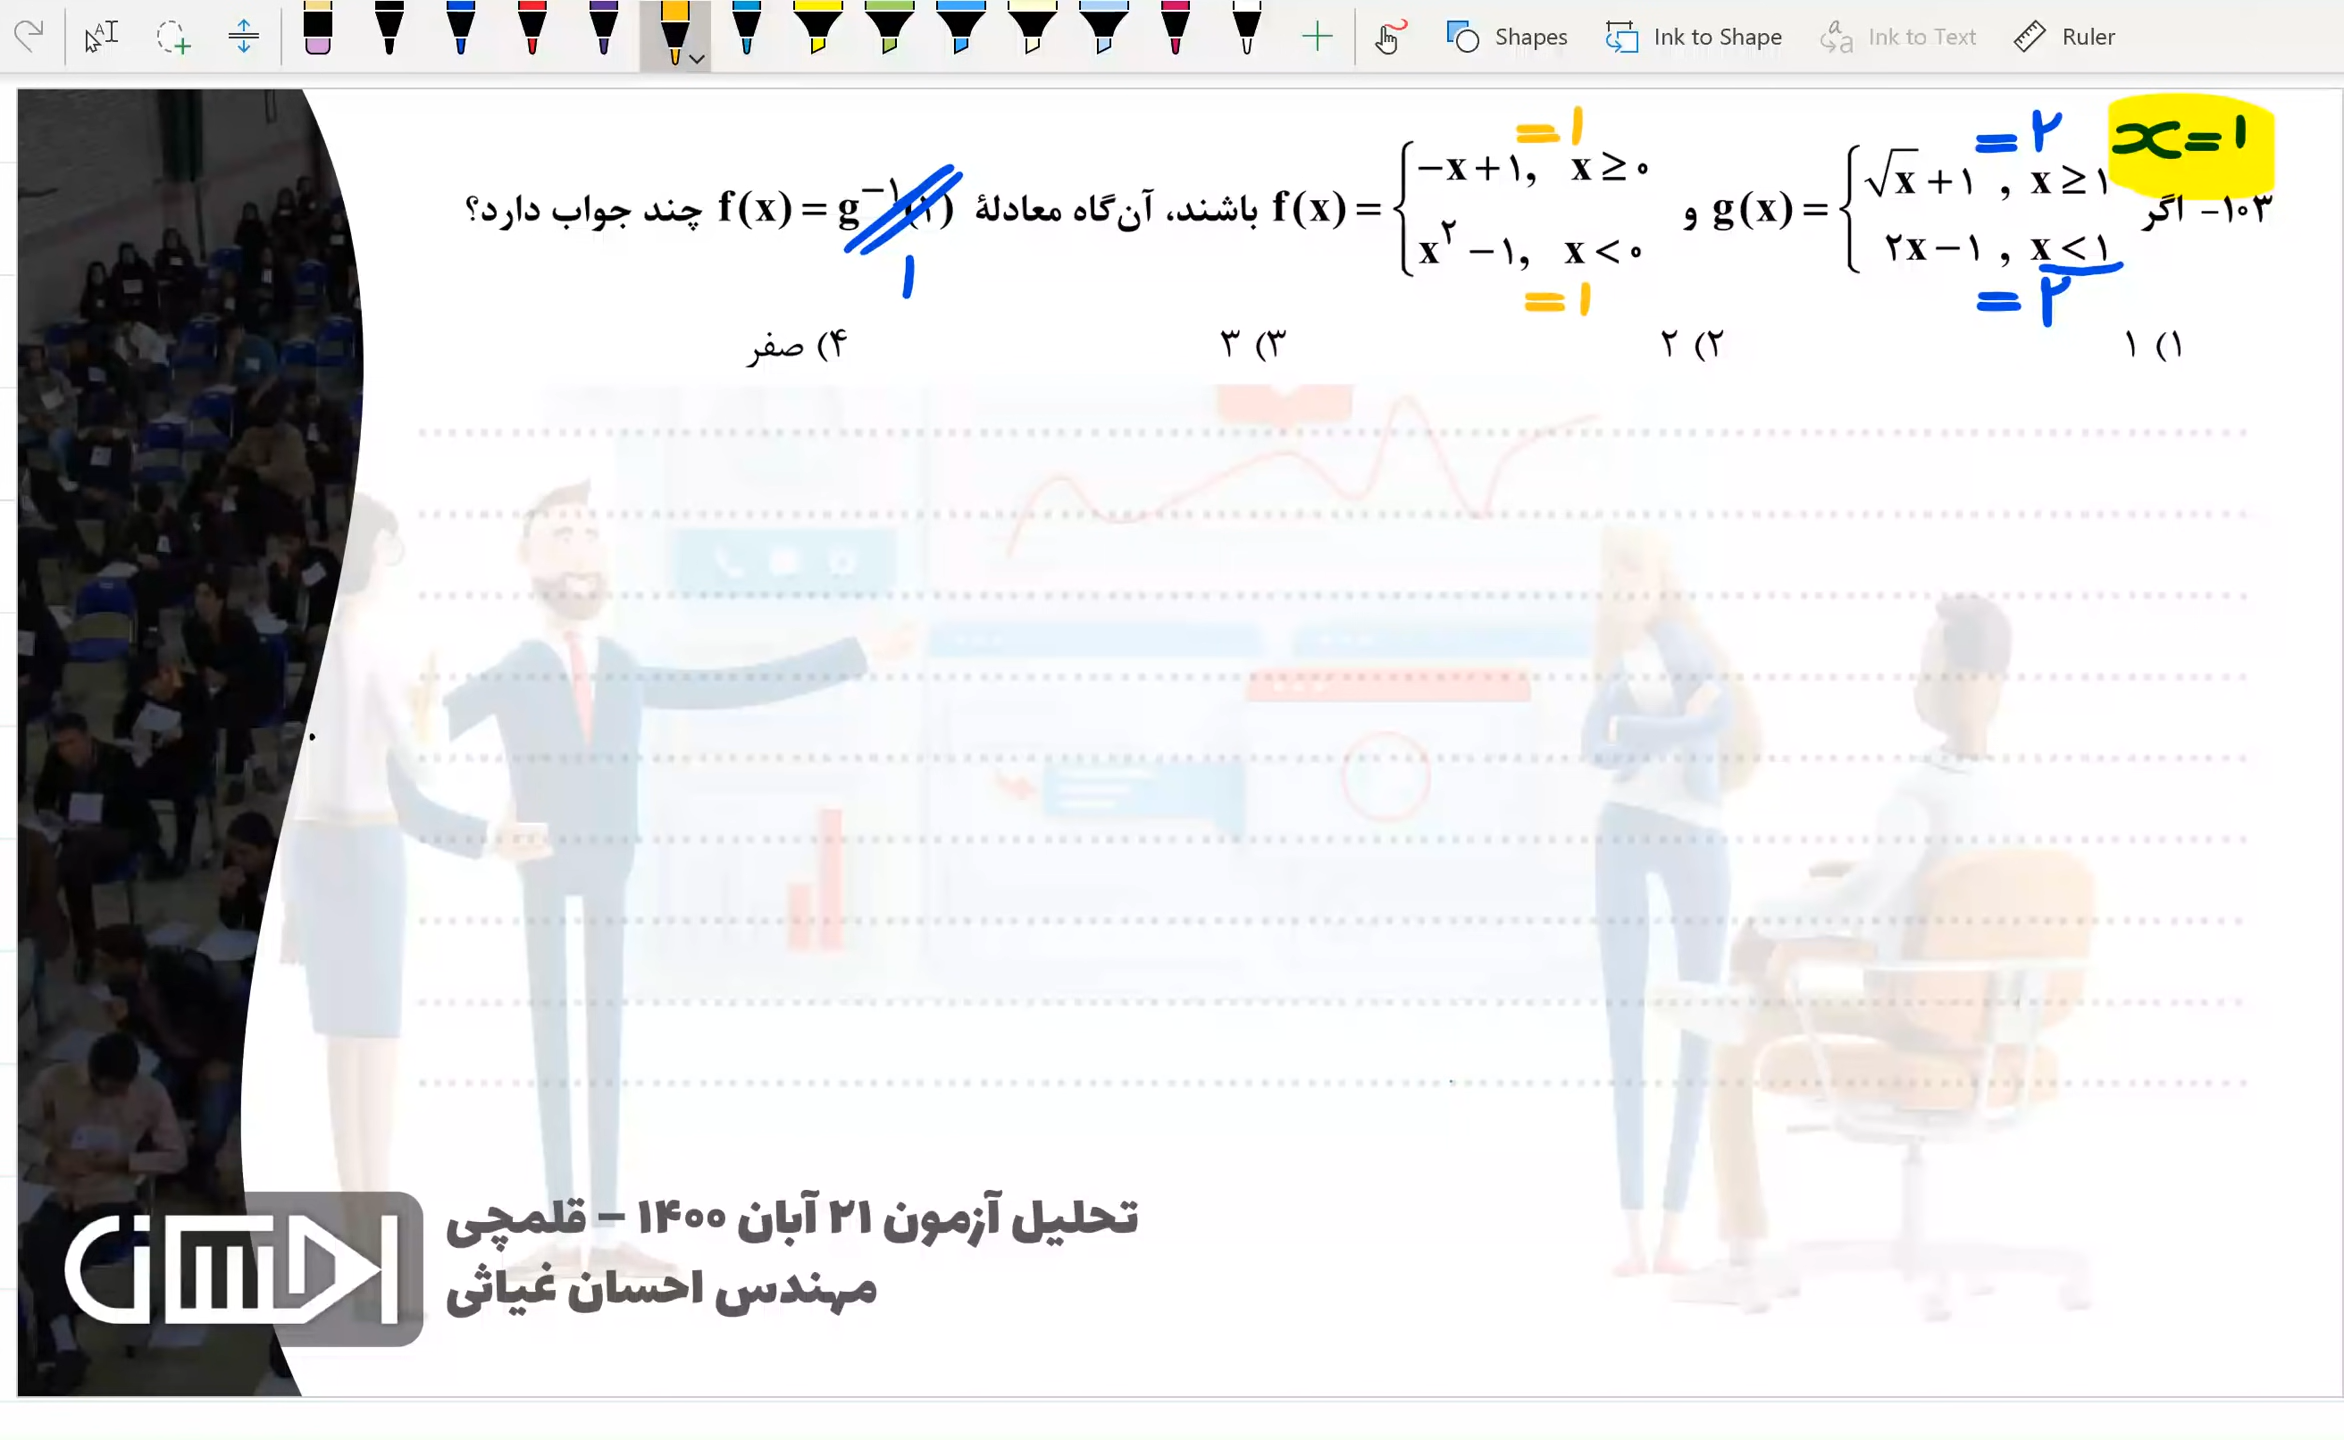 Shapes Ink to Shape Ink to Text Ruler
x=۱
=۲
=۱
۱۰۳- اگر g(x) = { √x + ۱ , x ≥ ۱ ; ۲x − ۱ , x < ۱ و f(x) = { −x + ۱, x ≥ ۰ ; x۲ − ۱, x < ۰ باشند، آن‌گاه معادلهٔ f(x) = g−۱(۲) چند جواب دارد؟
=۲
=۱
۱
۱) ۱ ۲) ۲ ۳) ۳ ۴) صفر
تحلیل آزمون ۲۱ آبان ۱۴۰۰ – قلمچی
مهندس احسان غیاثی